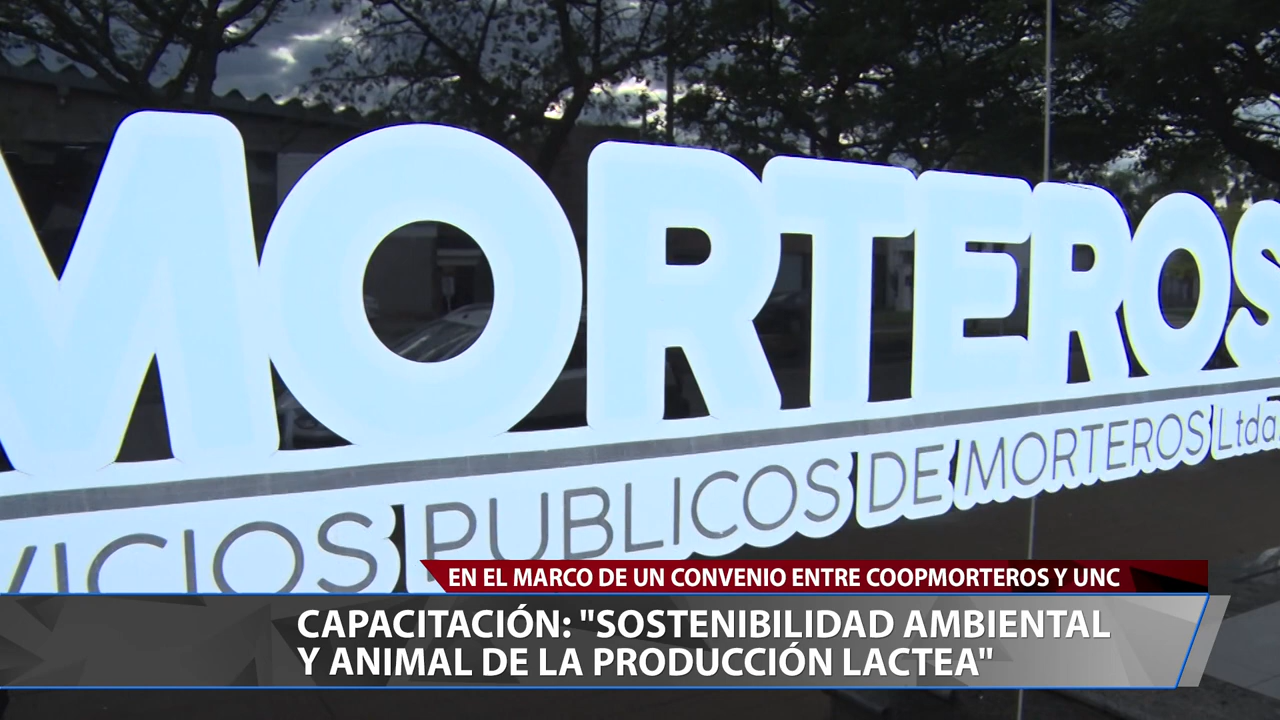 MORTEROS
VICIOS PUBLICOS DE MORTEROS Ltda.
EN EL MARCO DE UN CONVENIO ENTRE COOPMORTEROS Y UNC
CAPACITACIÓN: "SOSTENIBILIDAD AMBIENTAL
Y ANIMAL DE LA PRODUCCIÓN LACTEA"